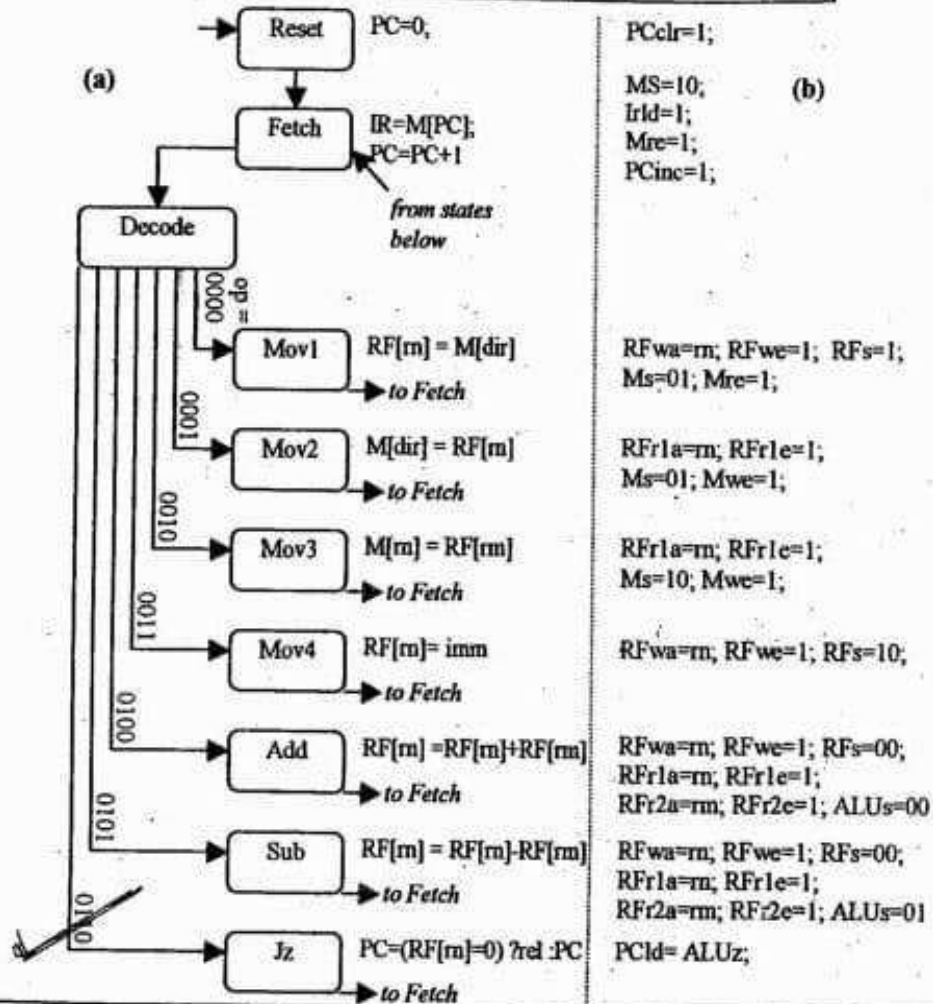 Reset PC=0; PCclr=1;
(a) MS=10; (b)
Fetch IR=M[PC]; Irld=1;
PC=PC+1 Mre=1;
PCinc=1;
from states
below
Decode
op =
0000
Mov1 RF[rn] = M[dir] RFwa=rn; RFwe=1; RFs=1;
to Fetch Ms=01; Mre=1;
0001
Mov2 M[dir] = RF[rn] RFr1a=rn; RFr1e=1;
to Fetch Ms=01; Mwe=1;
0010
Mov3 M[rn] = RF[rm] RFr1a=rn; RFr1e=1;
to Fetch Ms=10; Mwe=1;
0011
Mov4 RF[rn]= imm RFwa=rn; RFwe=1; RFs=10;
to Fetch
0100
Add RF[rn] =RF[rn]+RF[rm] RFwa=rn; RFwe=1; RFs=00;
to Fetch RFr1a=rn; RFr1e=1;
RFr2a=rm; RFr2e=1; ALUs=00
0101
Sub RF[rn] = RF[rn]-RF[rm] RFwa=rn; RFwe=1; RFs=00;
to Fetch RFr1a=rn; RFr1e=1;
RFr2a=rm; RFr2e=1; ALUs=01
Jz PC=(RF[rn]=0) ?rel :PC PCld= ALUz;
to Fetch